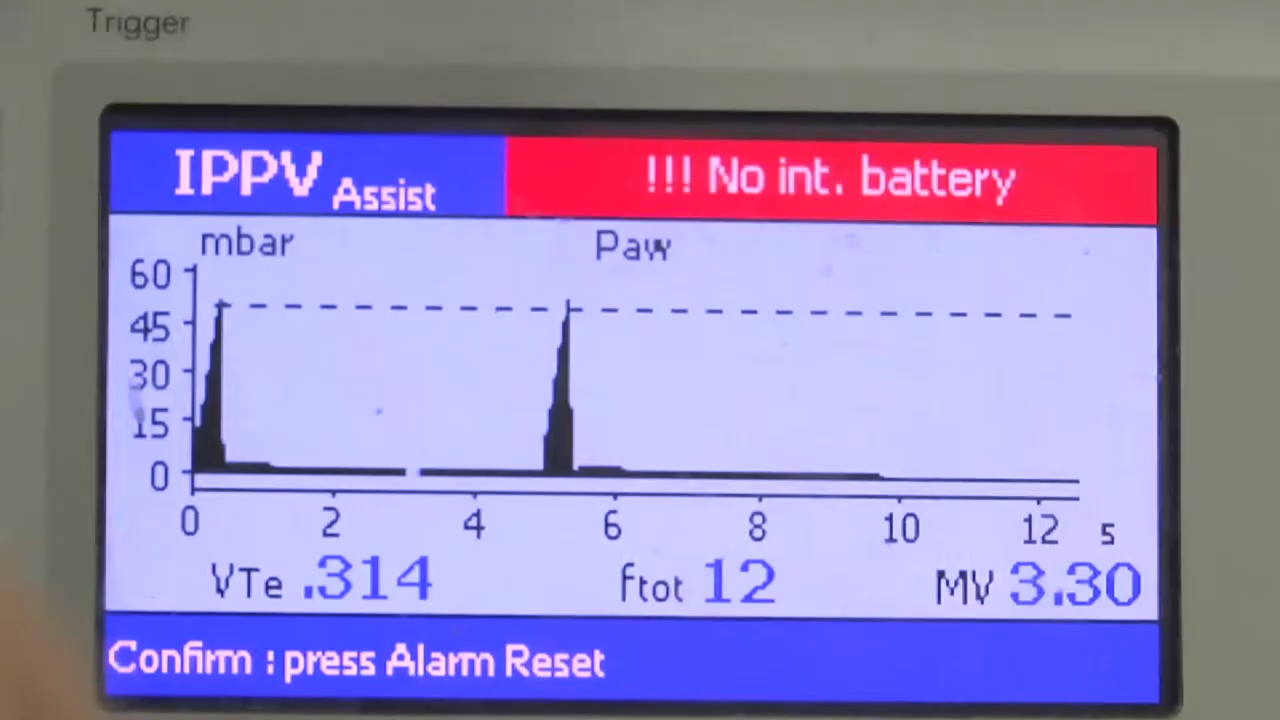 Trigger
IPPV Assist
!!! No int. battery
mbar
Paw
60
45
30
15
0
0 2 4 6 8 10 12 s
VTe .314 ftot 12 MV 3.30
Confirm : press Alarm Reset